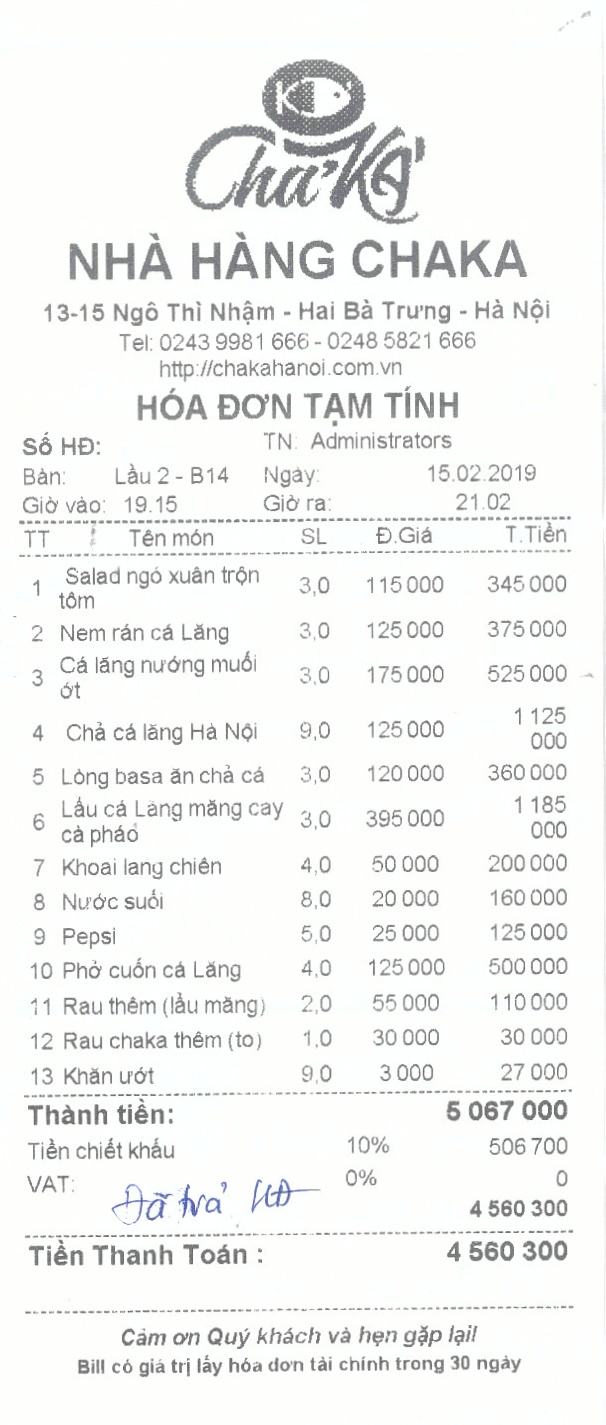 Chả Ká
NHÀ HÀNG CHAKA
13-15 Ngô Thì Nhậm - Hai Bà Trưng - Hà Nội
Tel: 0243 9981 666 - 0248 5821 666
http://chakahanoi.com.vn
HÓA ĐƠN TẠM TÍNH
Số HĐ: TN: Administrators
Bàn: Lầu 2 - B14 Ngày: 15.02.2019
Giờ vào: 19.15 Giờ ra: 21.02
TT Tên món SL Đ.Giá T.Tiền
1 Salad ngó xuân trộn tôm 3,0 115 000 345 000
2 Nem rán cá Lăng 3,0 125 000 375 000
3 Cá lăng nướng muối ớt 3,0 175 000 525 000
4 Chả cá lăng Hà Nội 9,0 125 000 1 125 000
5 Lòng basa ăn chả cá 3,0 120 000 360 000
6 Lẩu cá Lăng măng cay cà pháo 3,0 395 000 1 185 000
7 Khoai lang chiên 4,0 50 000 200 000
8 Nước suối 8,0 20 000 160 000
9 Pepsi 5,0 25 000 125 000
10 Phở cuốn cá Lăng 4,0 125 000 500 000
11 Rau thêm (lẩu măng) 2,0 55 000 110 000
12 Rau chaka thêm (to) 1,0 30 000 30 000
13 Khăn ướt 9,0 3 000 27 000
Thành tiền: 5 067 000
Tiền chiết khấu 10% 506 700
VAT: 0% 0
Đã trả HĐ 4 560 300
Tiền Thanh Toán : 4 560 300
Cảm ơn Quý khách và hẹn gặp lại!
Bill có giá trị lấy hóa đơn tài chính trong 30 ngày